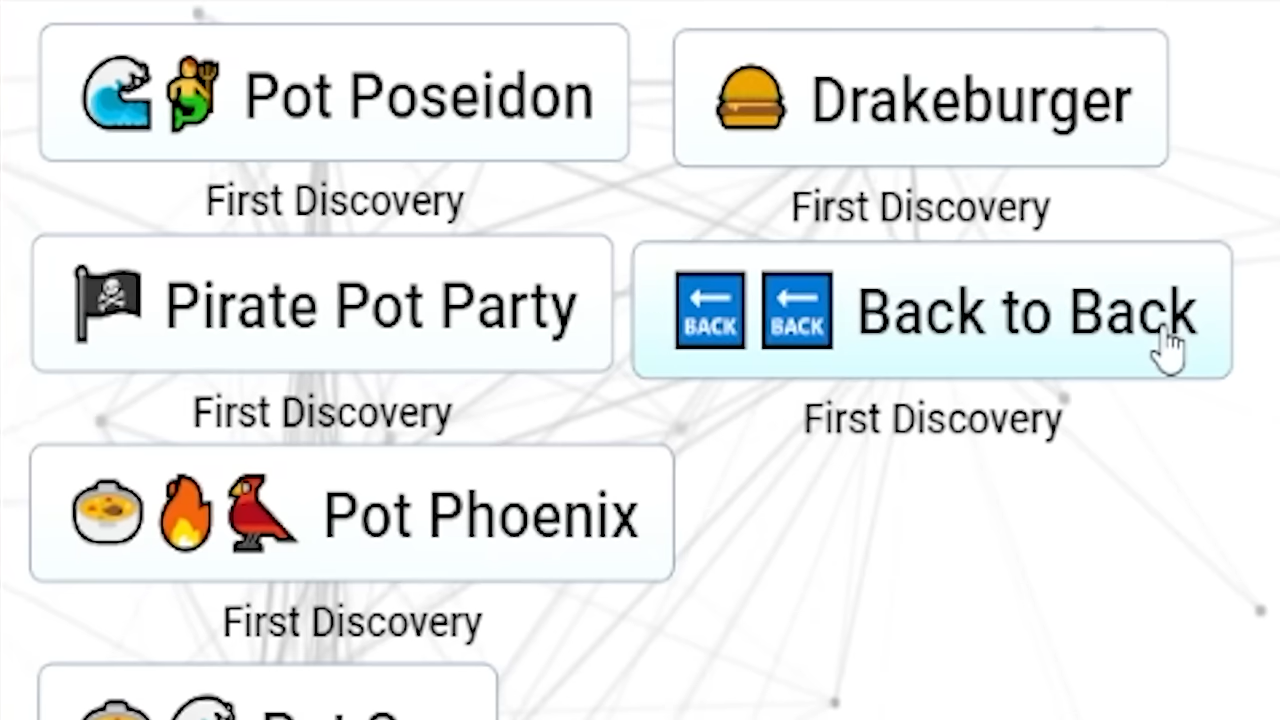 Pot Poseidon
Drakeburger
First Discovery
First Discovery
Pirate Pot Party
BACK BACK Back to Back
First Discovery
First Discovery
Pot Phoenix
First Discovery
Pot